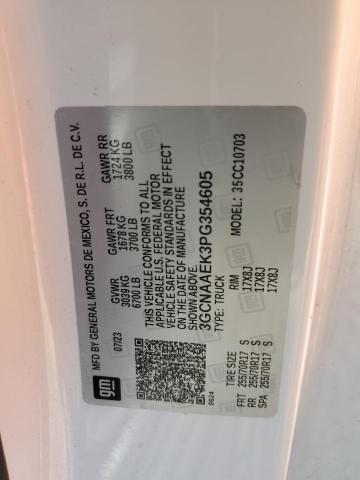 gm
MFD BY GENERAL MOTORS DE MEXICO, S. DE R.L. DE C.V.
07/23
GVWR
3039 KG
6700 LB
GAWR FRT
1678 KG
3700 LB
GAWR RR
1724 KG
3800 LB
THIS VEHICLE CONFORMS TO ALL
APPLICABLE U.S. FEDERAL MOTOR
VEHICLE SAFETY STANDARDS IN EFFECT
ON THE DATE OF MANUFACTURE
SHOWN ABOVE.
3GCNAAEK3PG354605
TYPE: TRUCK
MODEL: 35CC10703
8624
TIRE SIZE RIM
FRT 255/70R17 S 17X8J
RR 255/70R17 S 17X8J
SPA 255/70R17 S 17X8J